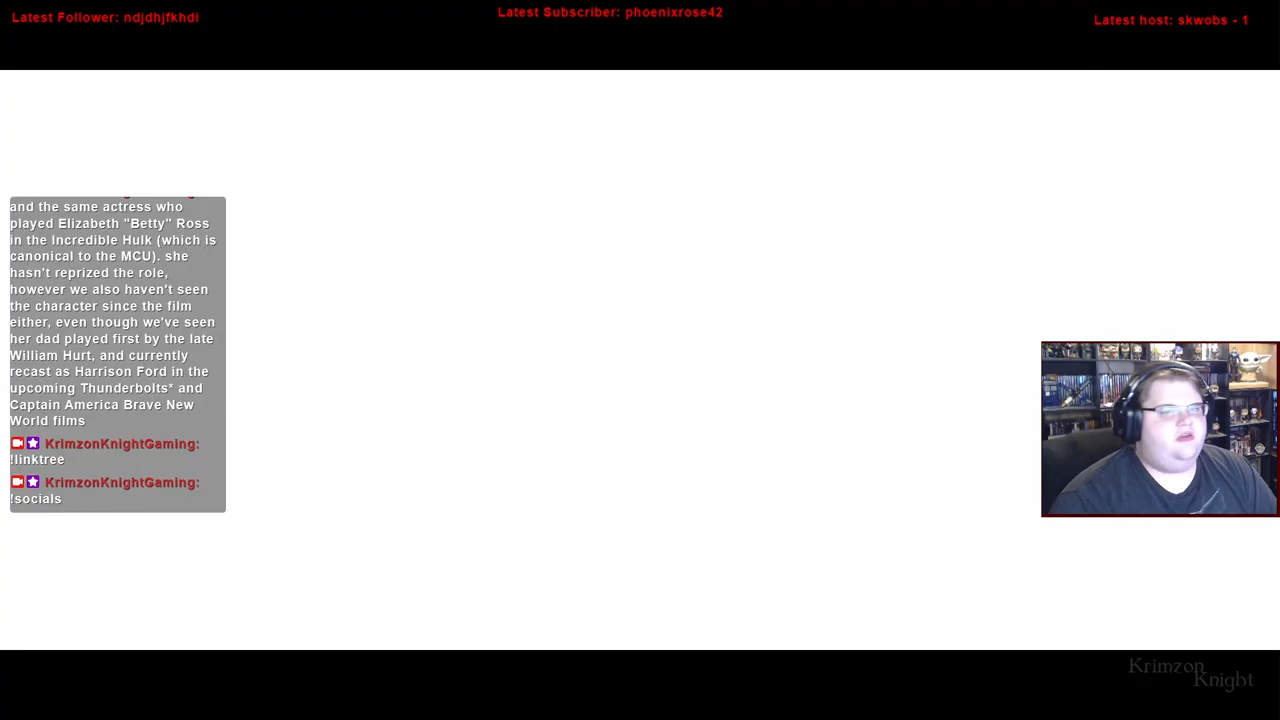 Latest Follower: ndjdhjfkhdi
Latest Subscriber: phoenixrose42
Latest host: skwobs - 1
and the same actress who
played Elizabeth "Betty" Ross
in the Incredible Hulk (which is
canonical to the MCU). she
hasn't reprized the role,
however we also haven't seen
the character since the film
either, even though we've seen
her dad played first by the late
William Hurt, and currently
recast as Harrison Ford in the
upcoming Thunderbolts* and
Captain America Brave New
World films
KrimzonKnightGaming:
!linktree
KrimzonKnightGaming:
!socials
Krimzon
Knight